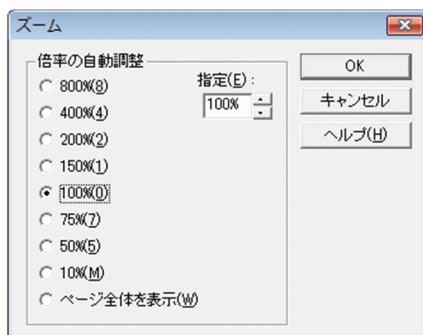 ズーム
倍率の自動調整
800%(8)
400%(4)
200%(2)
150%(1)
100%(0)
75%(7)
50%(5)
10%(M)
ページ全体を表示(W)
指定(E):
100%
OK
キャンセル
ヘルプ(H)